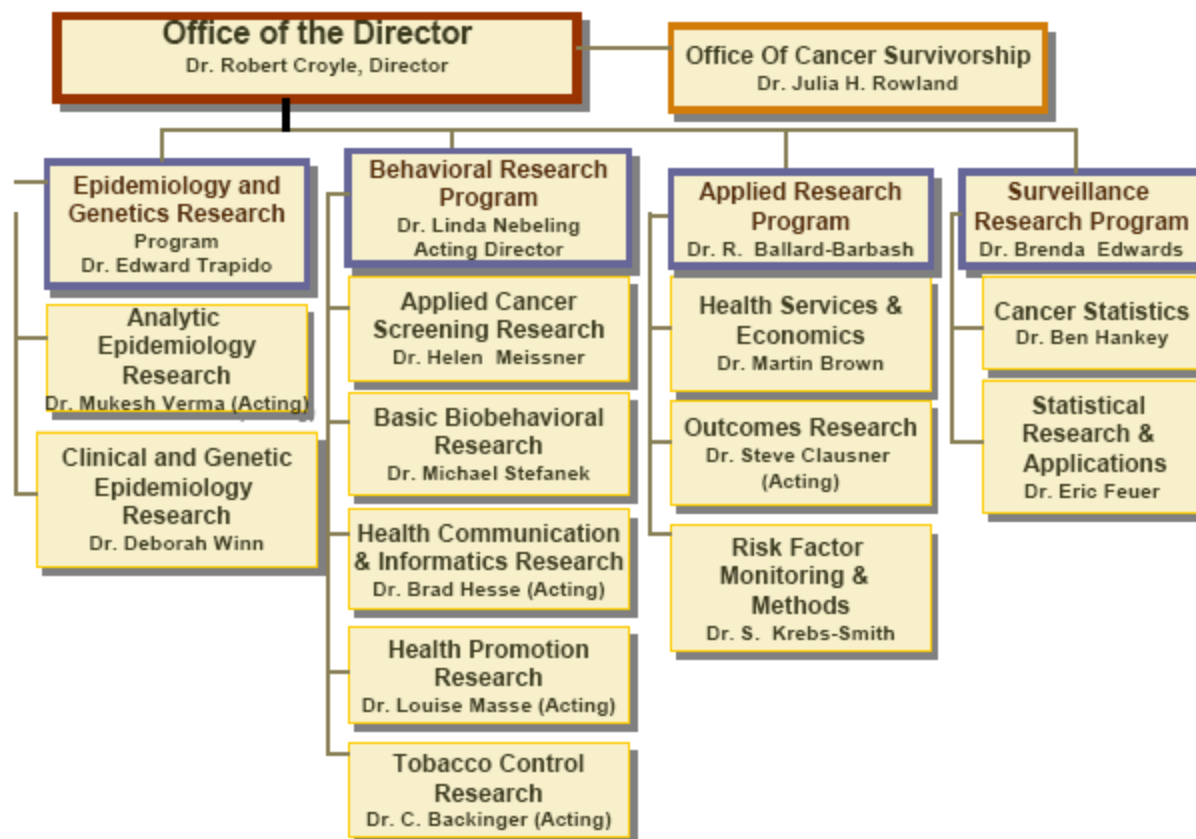 Office of the Director
Dr. Robert Croyle, Director
Office Of Cancer Survivorship
Dr. Julia H. Rowland
Epidemiology and
Genetics Research
Program
Dr. Edward Trapido
Analytic
Epidemiology
Research
Dr. Mukesh Verma (Acting)
Clinical and Genetic
Epidemiology
Research
Dr. Deborah Winn
Behavioral Research
Program
Dr. Linda Nebeling
Acting Director
Applied Cancer
Screening Research
Dr. Helen Meissner
Basic Biobehavioral
Research
Dr. Michael Stefanek
Health Communication
& Informatics Research
Dr. Brad Hesse (Acting)
Health Promotion
Research
Dr. Louise Masse (Acting)
Tobacco Control
Research
Dr. C. Backinger (Acting)
Applied Research
Program
Dr. R. Ballard-Barbash
Health Services &
Economics
Dr. Martin Brown
Outcomes Research
Dr. Steve Clausner
(Acting)
Risk Factor
Monitoring &
Methods
Dr. S. Krebs-Smith
Surveillance
Research Program
Dr. Brenda Edwards
Cancer Statistics
Dr. Ben Hankey
Statistical
Research &
Applications
Dr. Eric Feuer